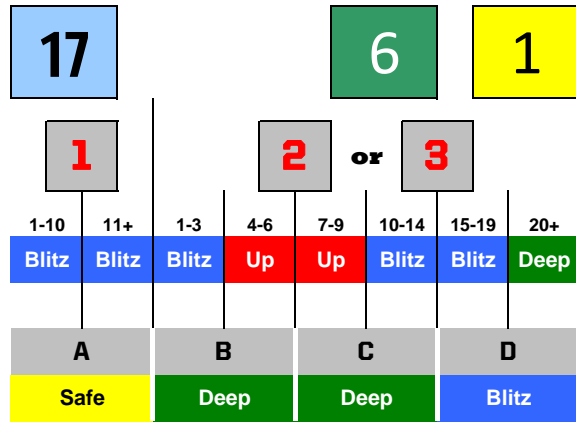 17 6 1
1 2 or 3
1-10 11+ 1-3 4-6 7-9 10-14 15-19 20+
Blitz Blitz Blitz Up Up Blitz Blitz Deep
A B C D
Safe Deep Deep Blitz